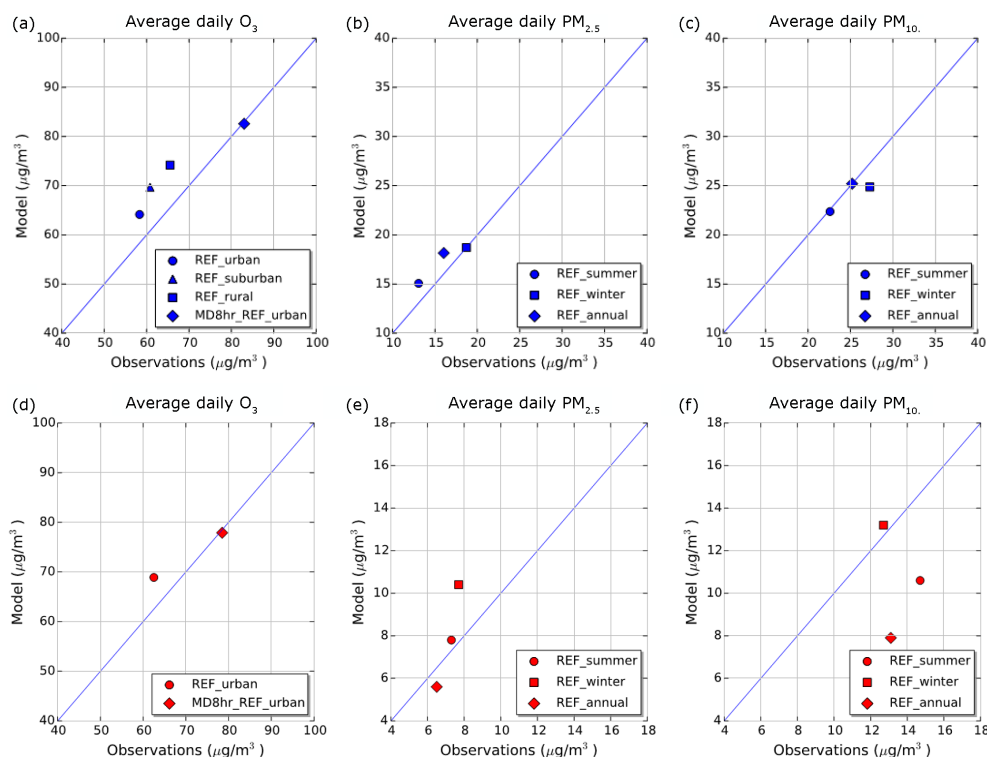 (a) Average daily O3
100
90
80
70
60
50
40
Model (μg/m³ )
40 50 60 70 80 90 100
Observations (μg/m³ )
REF_urban
REF_suburban
REF_rural
MD8hr_REF_urban
(b) Average daily PM2.5
40
35
30
25
20
15
10
Model (μg/m³ )
10 15 20 25 30 35 40
Observations (μg/m³ )
REF_summer
REF_winter
REF_annual
(c) Average daily PM10.
40
35
30
25
20
15
10
Model (μg/m³ )
10 15 20 25 30 35 40
Observations (μg/m³ )
REF_summer
REF_winter
REF_annual
(d) Average daily O3
100
90
80
70
60
50
40
Model (μg/m³ )
40 50 60 70 80 90 100
Observations (μg/m³ )
REF_urban
MD8hr_REF_urban
(e) Average daily PM2.5
18
16
14
12
10
8
6
4
Model (μg/m³ )
4 6 8 10 12 14 16 18
Observations (μg/m³ )
REF_summer
REF_winter
REF_annual
(f) Average daily PM10.
18
16
14
12
10
8
6
4
Model (μg/m³ )
4 6 8 10 12 14 16 18
Observations (μg/m³ )
REF_summer
REF_winter
REF_annual